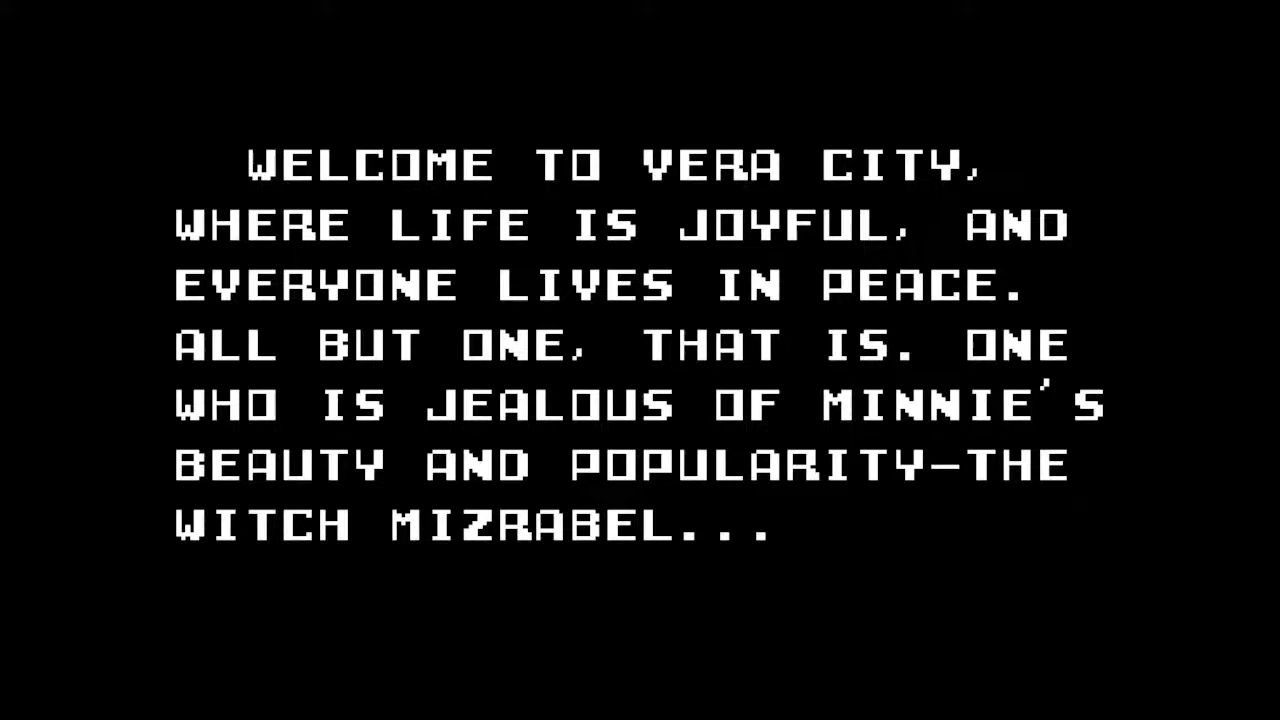 WELCOME TO VERA CITY,
WHERE LIFE IS JOYFUL, AND
EVERYONE LIVES IN PEACE.
ALL BUT ONE, THAT IS. ONE
WHO IS JEALOUS OF MINNIE'S
BEAUTY AND POPULARITY-THE
WITCH MIZRABEL...